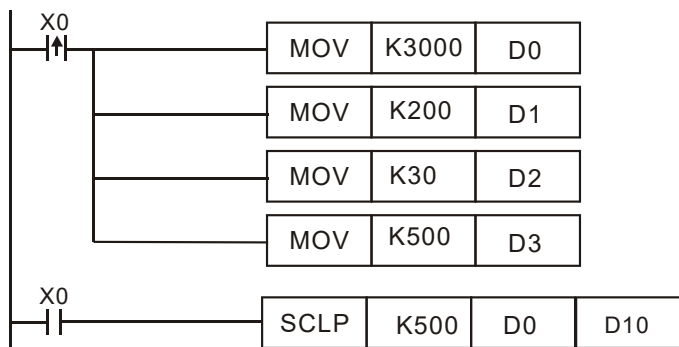 X0
MOV K3000 D0
MOV K200 D1
MOV K30 D2
MOV K500 D3
X0
SCLP K500 D0 D10